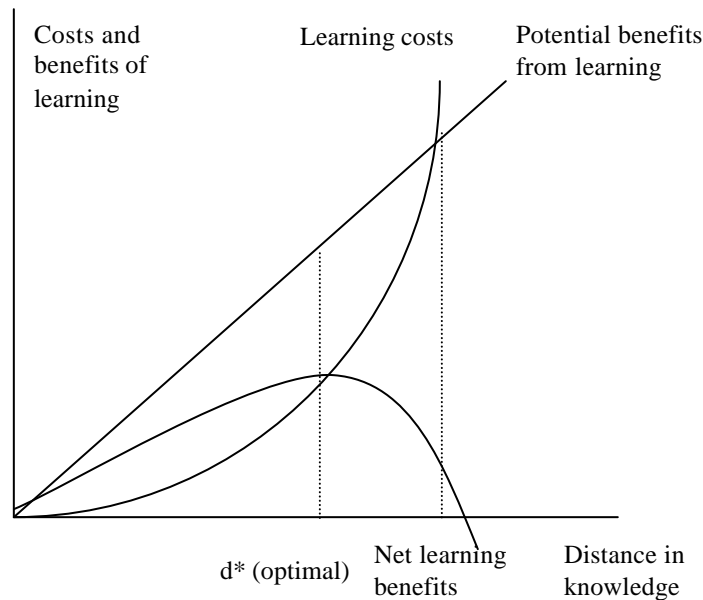 Costs and
benefits of
learning
Learning costs
Potential benefits
from learning
d* (optimal)
Net learning
benefits
Distance in
knowledge